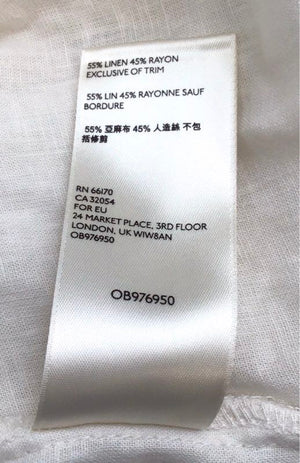 55% LINEN 45% RAYON
EXCLUSIVE OF TRIM
55% LIN 45% RAYONNE SAUF
BORDURE
55% 亞麻布 45% 人造絲 不包
括修剪
RN 66170
CA 32054
FOR EU
24 MARKET PLACE, 3RD FLOOR
LONDON, UK W1W8AN
OB976950
OB976950